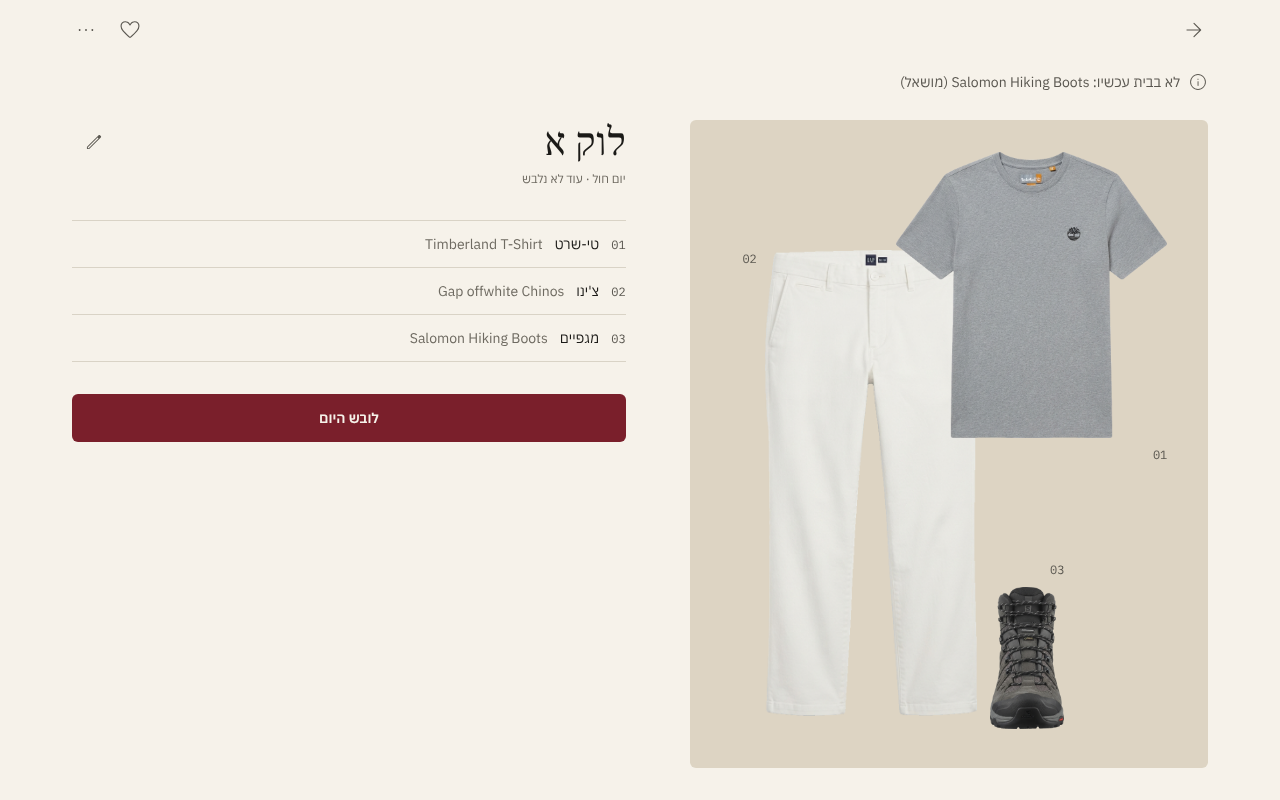 לא בבית עכשיו: Salomon Hiking Boots (מושאל)
לוק א
יום חול · עוד לא נלבש
01 טי-שרט Timberland T-Shirt
02 צ'ינו Gap offwhite Chinos
03 מגפיים Salomon Hiking Boots
לובש היום
02
01
03